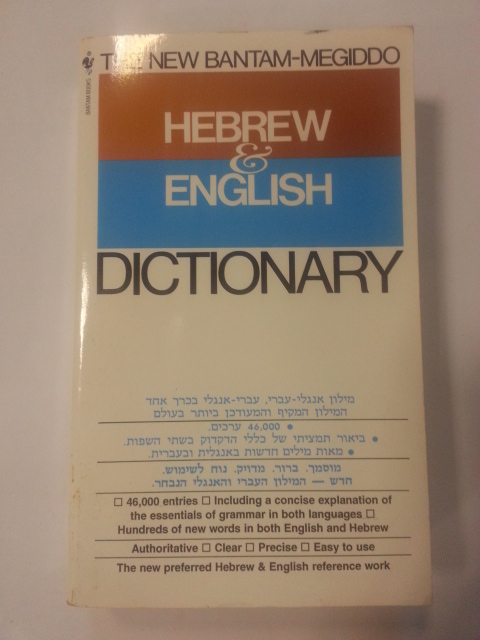 THE NEW BANTAM-MEGIDDO
BANTAM BOOKS
HEBREW
&
ENGLISH
DICTIONARY
מילון אנגלי-עברי, עברי-אנגלי בכרך אחד
המילון המקיף והמעודכן ביותר בעולם
• 46,000 ערכים.
• ביאור תמציתי של כללי הדקדוק בשתי השפות.
• מאות מילים חדשות באנגלית ובעברית.
מוסמך. ברור. מדויק. נוח לשימוש.
חדש — המילון העברי והאנגלי הנבחר.
☐ 46,000 entries ☐ Including a concise explanation of
the essentials of grammar in both languages ☐
Hundreds of new words in both English and Hebrew
Authoritative ☐ Clear ☐ Precise ☐ Easy to use
The new preferred Hebrew & English reference work